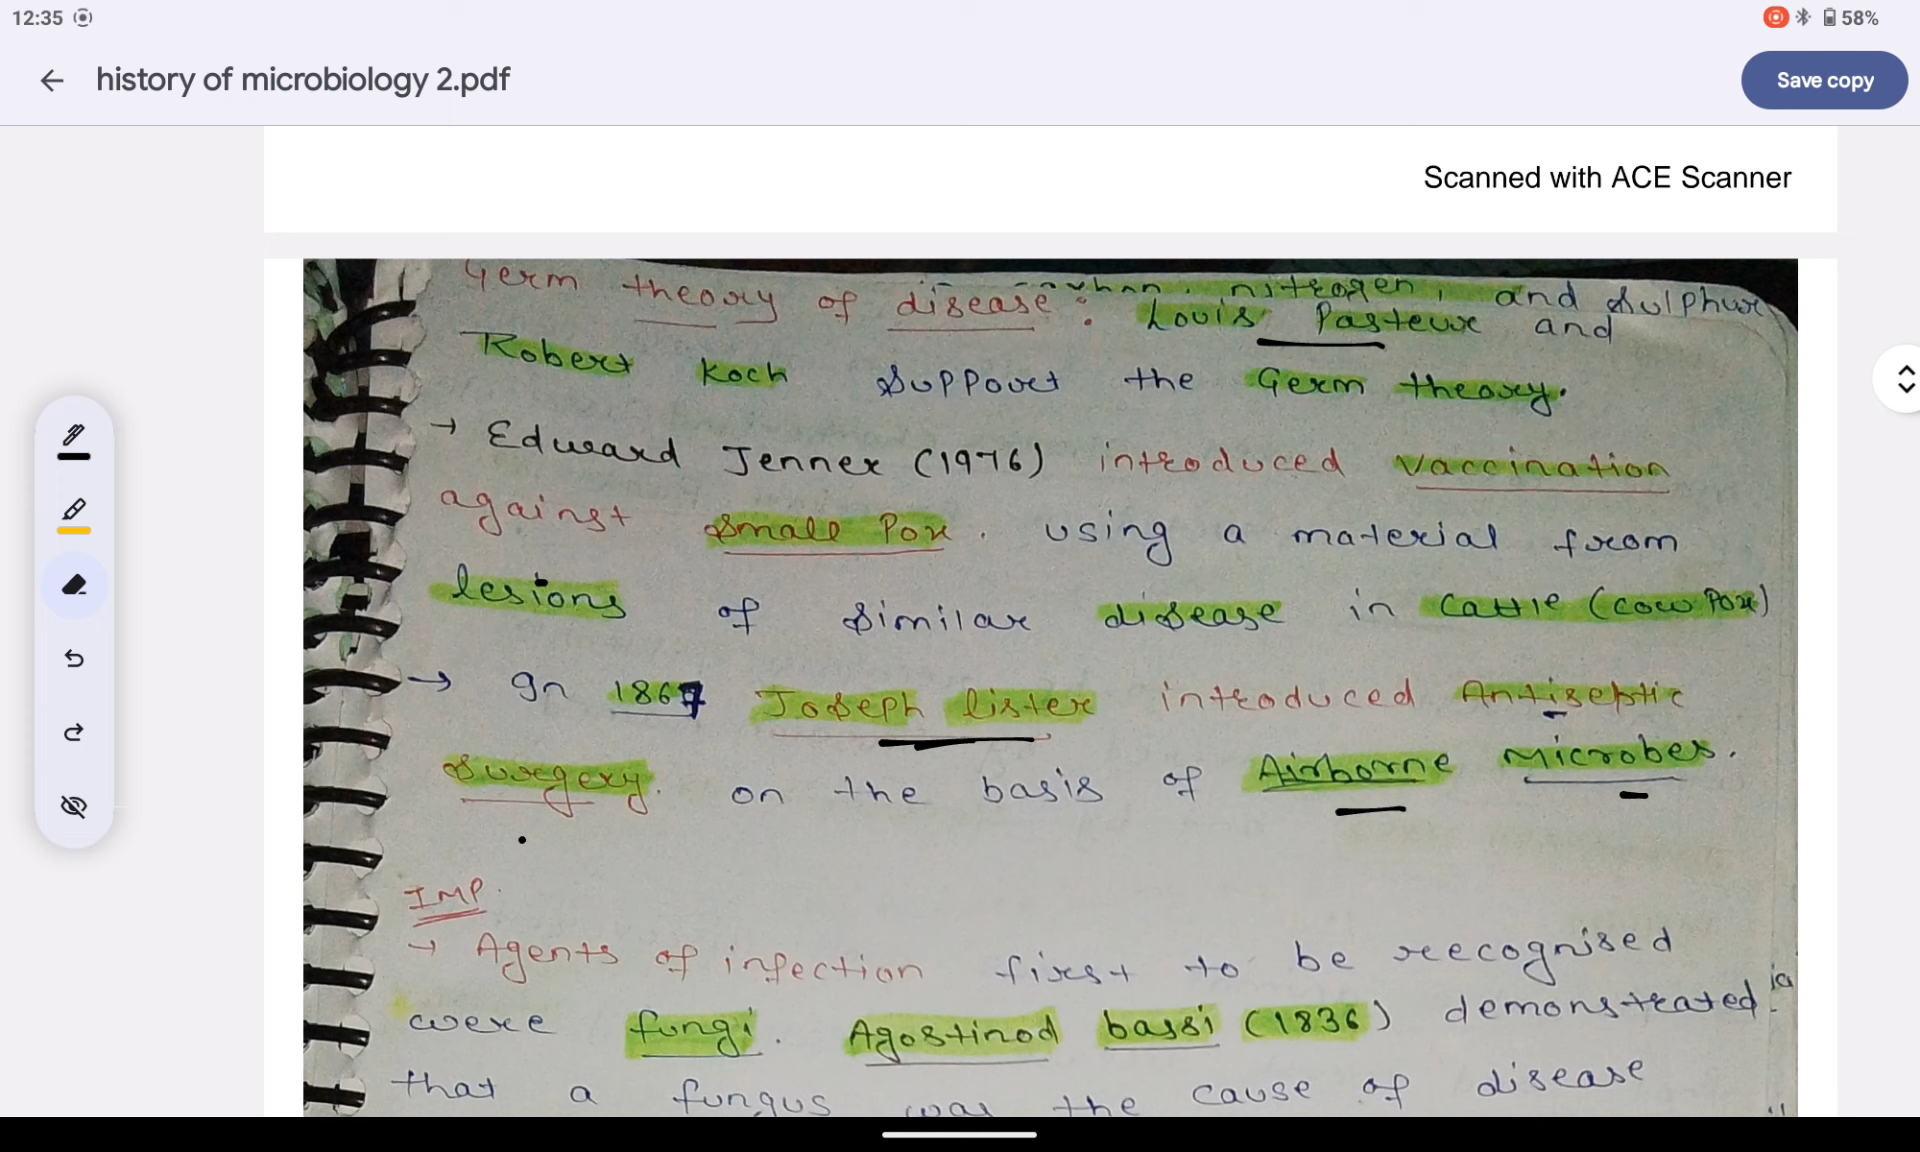 12:35
58%
history of microbiology 2.pdf
Save copy
Scanned with ACE Scanner
nitrogen, and Sulphur
Germ theory of disease: Louis Pasteur and
Robert Koch Support the Germ theory.
→ Edward Jenner (1976) introduced vaccination
against Small Pox. using a material from
lesions of similar disease in Cattle (cow Pox)
→ In 1867 Joseph lister introduced Antiseptic
Surgery. on the basis of Airborne Microbes.
IMP
→ Agents of infection first to be recognised
were fungi. Agostinod bassi (1836) demonstrated
that a fungus was the cause of disease